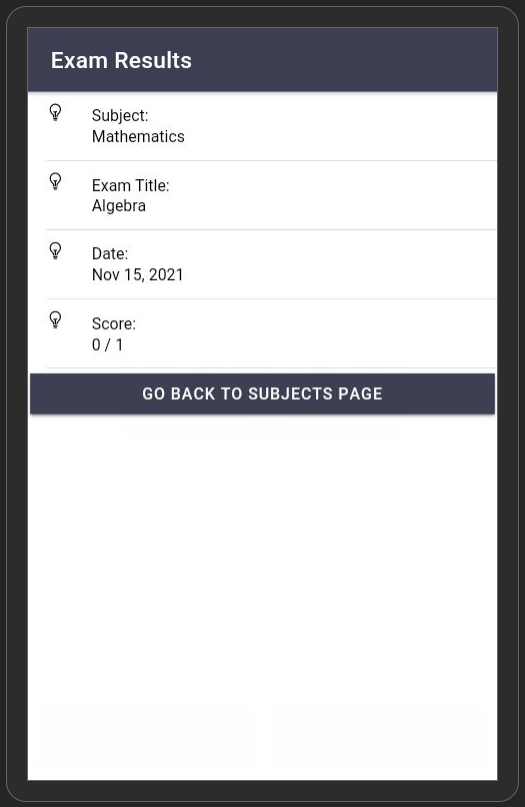 Exam Results
Subject:
Mathematics
Exam Title:
Algebra
Date:
Nov 15, 2021
Score:
0 / 1
GO BACK TO SUBJECTS PAGE